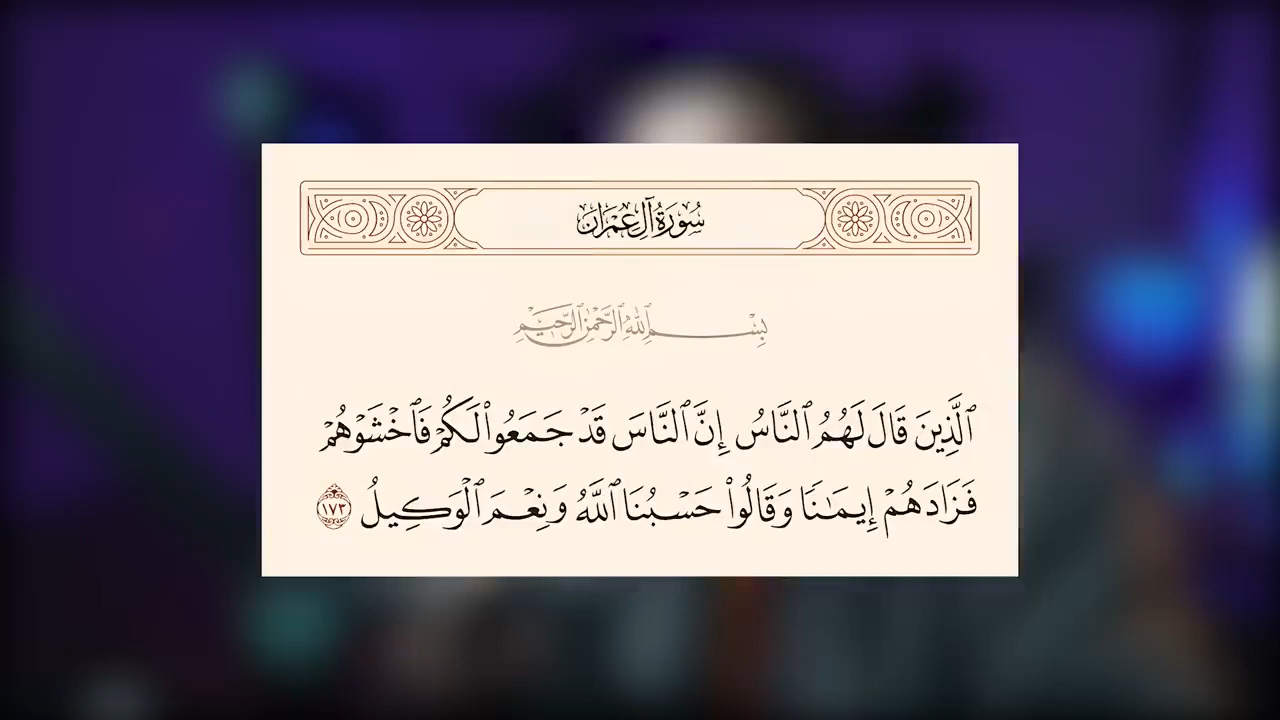 سُورَةُ آلِ عِمْرَانَ
بِسْمِ ٱللَّهِ ٱلرَّحْمَٰنِ ٱلرَّحِيمِ
ٱلَّذِينَ قَالَ لَهُمُ ٱلنَّاسُ إِنَّ ٱلنَّاسَ قَدْ جَمَعُوا۟ لَكُمْ فَٱخْشَوْهُمْ
فَزَادَهُمْ إِيمَٰنًا وَقَالُوا۟ حَسْبُنَا ٱللَّهُ وَنِعْمَ ٱلْوَكِيلُ ١٧٣